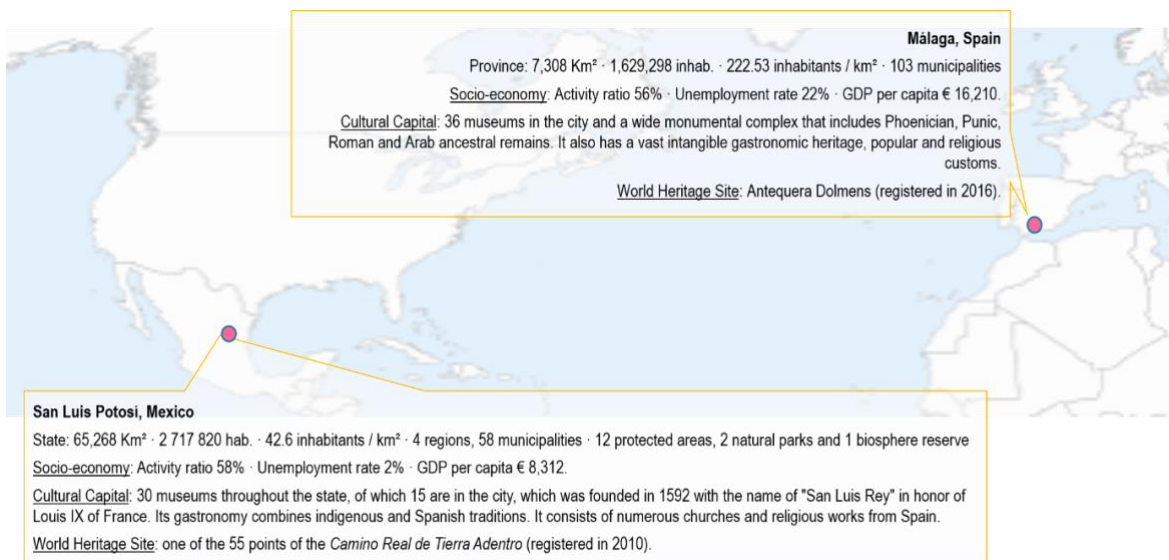 Málaga, Spain
Province: 7,308 Km² · 1,629,298 inhab. · 222.53 inhabitants / km² · 103 municipalities
Socio-economy: Activity ratio 56% · Unemployment rate 22% · GDP per capita € 16,210.
Cultural Capital: 36 museums in the city and a wide monumental complex that includes Phoenician, Punic,
Roman and Arab ancestral remains. It also has a vast intangible gastronomic heritage, popular and religious
customs.
World Heritage Site: Antequera Dolmens (registered in 2016).
San Luis Potosí, Mexico
State: 65,268 Km² · 2 717 820 hab. · 42.6 inhabitants / km² · 4 regions, 58 municipalities · 12 protected areas, 2 natural parks and 1 biosphere reserve
Socio-economy: Activity ratio 58% · Unemployment rate 2% · GDP per capita € 8,312.
Cultural Capital: 30 museums throughout the state, of which 15 are in the city, which was founded in 1592 with the name of "San Luis Rey" in honor of
Louis IX of France. Its gastronomy combines indigenous and Spanish traditions. It consists of numerous churches and religious works from Spain.
World Heritage Site: one of the 55 points of the Camino Real de Tierra Adentro (registered in 2010).